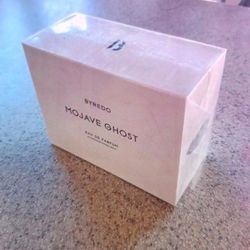 B
BYREDO
MOJAVE GHOST
EAU DE PARFUM